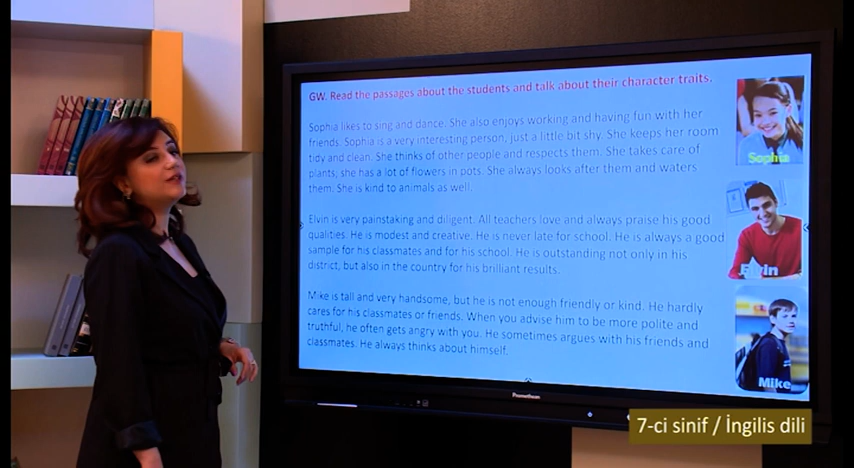 GW. Read the passages about the students and talk about their character traits.
Sophia likes to sing and dance. She also enjoys working and having fun with her
friends. Sophia is a very interesting person, just a little bit shy. She keeps her room
tidy and clean. She thinks of other people and respects them. She takes care of
plants; she has a lot of flowers in pots. She always looks after them and waters
them. She is kind to animals as well.
Sophia
Elvin is very painstaking and diligent. All teachers love and always praise his good
qualities. He is modest and creative. He is never late for school. He is always a good
sample for his classmates and for his school. He is outstanding not only in his
district, but also in the country for his brilliant results.
Elvin
Mike is tall and very handsome, but he is not enough friendly or kind. He hardly
cares for his classmates or friends. When you advise him to be more polite and
truthful, he often gets angry with you. He sometimes argues with his friends and
classmates. He always thinks about himself.
Mike
Promethean
7-ci sinif / İngilis dili